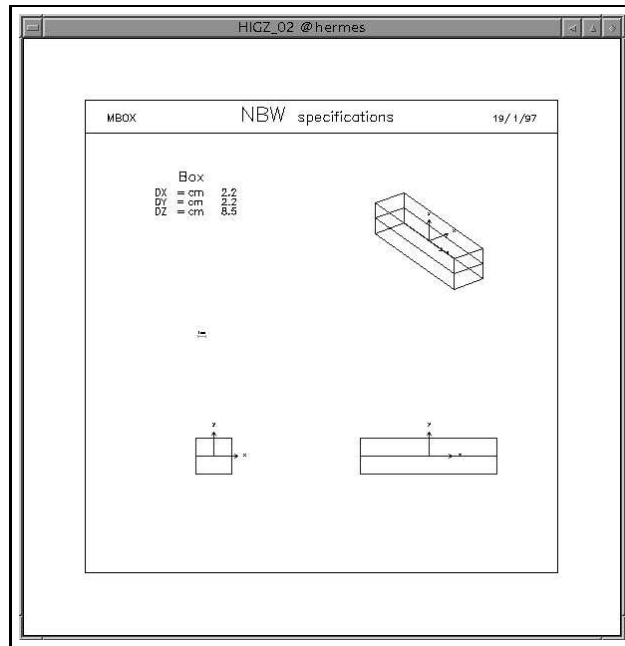 HIGZ_02 @ hermes
MBOX NBW specifications 19/ 1/97
Box
DX = cm 2.2
DY = cm 2.2
DZ = cm 8.5
y
y
x
y